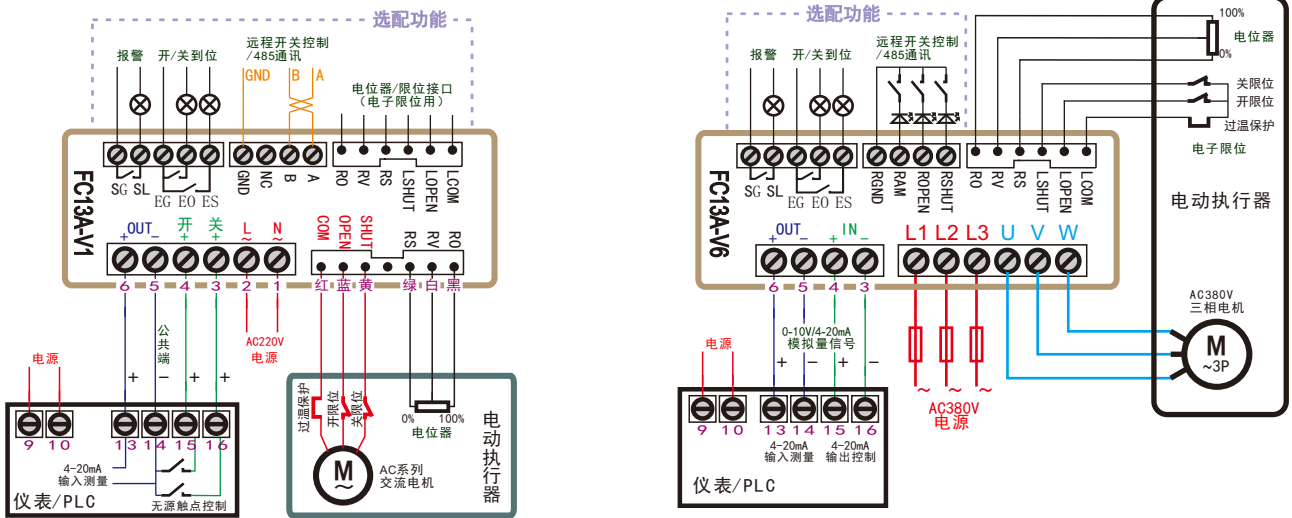 选配功能
报警
开/关到位
远程开关控制
/485通讯
GND
B
A
电位器/限位接口
（电子限位用）
SG SL
EG EO ES
GND
NC
B
A
RO
RV
RS
LSHUT
LOPEN
LCOM
FC13A-V1
OUT
+
−
开
+
关
+
L
~
N
~
COM
OPEN
SHUT
RS
RV
RO
6
5
4
3
2
1
红
蓝
黄
绿
白
黑
公共端
AC220V
电源
+
−
+
+
电源
9
10
13
14
15
16
4-20mA
输入测量
无源触点控制
仪表/PLC
过温保护
开限位
关限位
0%
100%
电位器
M
~
AC系列
交流电机
电动执行器
选配功能
报警
开/关到位
远程开关控制
/485通讯
100%
电位器
0%
关限位
开限位
过温保护
电子限位
电动执行器
SG SL
EG EO ES
RGND
RAM
ROPEN
RSHUT
RO
RV
RS
LSHUT
LOPEN
LCOM
FC13A-V6
OUT
+
−
IN
+
−
L1
L2
L3
U
V
W
6
5
4
3
0-10V/4-20mA
模拟量信号
+
−
+
−
电源
AC380V
三相电机
M
~3P
~
~
~
AC380V
电源
9
10
13
14
15
16
4-20mA
输入测量
4-20mA
输出控制
仪表/PLC